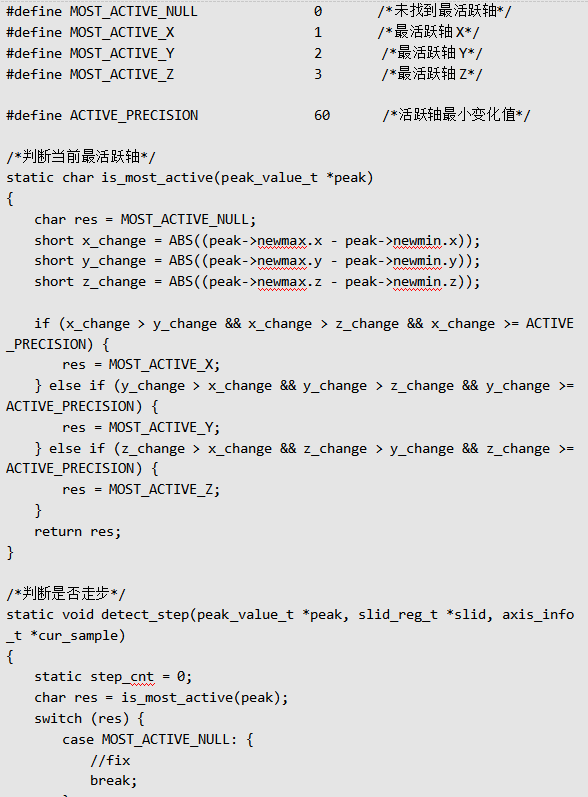 #define MOST_ACTIVE_NULL              0       /*未找到最活跃轴*/
#define MOST_ACTIVE_X                 1       /*最活跃轴X*/
#define MOST_ACTIVE_Y                 2        /*最活跃轴Y*/
#define MOST_ACTIVE_Z                 3        /*最活跃轴Z*/
#define ACTIVE_PRECISION              60       /*活跃轴最小变化值*/
/*判断当前最活跃轴*/
static char is_most_active(peak_value_t *peak)
{
char res = MOST_ACTIVE_NULL;
short x_change = ABS((peak->newmax.x - peak->newmin.x));
short y_change = ABS((peak->newmax.y - peak->newmin.y));
short z_change = ABS((peak->newmax.z - peak->newmin.z));
if (x_change > y_change && x_change > z_change && x_change >= ACTIVE
_PRECISION) {
res = MOST_ACTIVE_X;
} else if (y_change > x_change && y_change > z_change && y_change >=
ACTIVE_PRECISION) {
res = MOST_ACTIVE_Y;
} else if (z_change > x_change && z_change > y_change && z_change >=
ACTIVE_PRECISION) {
res = MOST_ACTIVE_Z;
}
return res;
}
/*判断是否走步*/
static void detect_step(peak_value_t *peak, slid_reg_t *slid, axis_info
_t *cur_sample)
{
static step_cnt = 0;
char res = is_most_active(peak);
switch (res) {
case MOST_ACTIVE_NULL: {
//fix
break;